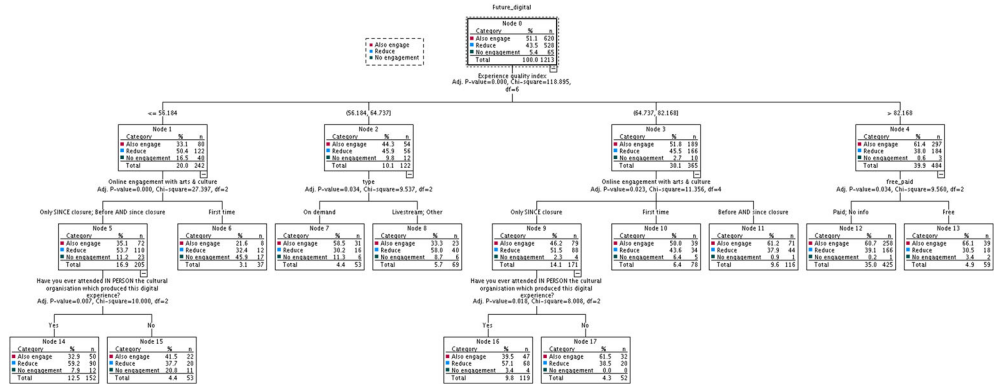 Future_digital
Node 0
Category % n
Also engage 51.1 620
Reduce 43.5 528
No engagement 5.4 65
Total 100.0 1213
Also engage
Reduce
No engagement
Experience quality index
Adj. P-value=0.000, Chi-square=118.895,
df=6
<= 56.184
(56.184, 64.737]
(64.737, 82.168]
> 82.168
Node 1
Category % n
Also engage 33.1 80
Reduce 50.4 122
No engagement 16.5 40
Total 20.0 242
Node 2
Category % n
Also engage 44.3 54
Reduce 45.9 56
No engagement 9.8 12
Total 10.1 122
Node 3
Category % n
Also engage 51.8 189
Reduce 45.5 166
No engagement 2.7 10
Total 30.1 365
Node 4
Category % n
Also engage 61.4 297
Reduce 38.0 184
No engagement 0.6 3
Total 39.9 484
Online engagement with arts & culture
Adj. P-value=0.000, Chi-square=27.397, df=2
type
Adj. P-value=0.034, Chi-square=9.537, df=2
Online engagement with arts & culture
Adj. P-value=0.023, Chi-square=11.356, df=4
free_paid
Adj. P-value=0.034, Chi-square=9.560, df=2
Only SINCE closure; Before AND since closure
First time
On demand
Livestream; Other
Only SINCE closure
First time
Before AND since closure
Paid; No info
Free
Node 5
Category % n
Also engage 35.1 72
Reduce 53.7 110
No engagement 11.2 23
Total 16.9 205
Node 6
Category % n
Also engage 21.6 8
Reduce 32.4 12
No engagement 45.9 17
Total 3.1 37
Node 7
Category % n
Also engage 58.5 31
Reduce 30.2 16
No engagement 11.3 6
Total 4.4 53
Node 8
Category % n
Also engage 33.3 23
Reduce 58.0 40
No engagement 8.7 6
Total 5.7 69
Node 9
Category % n
Also engage 46.2 79
Reduce 51.5 88
No engagement 2.3 4
Total 14.1 171
Node 10
Category % n
Also engage 50.0 39
Reduce 43.6 34
No engagement 6.4 5
Total 6.4 78
Node 11
Category % n
Also engage 61.2 71
Reduce 37.9 44
No engagement 0.9 1
Total 9.6 116
Node 12
Category % n
Also engage 60.7 258
Reduce 39.1 166
No engagement 0.2 1
Total 35.0 425
Node 13
Category % n
Also engage 66.1 39
Reduce 30.5 18
No engagement 3.4 2
Total 4.9 59
Have you ever attended IN PERSON the cultural
organisation which produced this digital
experience?
Adj. P-value=0.007, Chi-square=10.000, df=2
Have you ever attended IN PERSON the cultural
organisation which produced this digital
experience?
Adj. P-value=0.018, Chi-square=8.008, df=2
Yes
No
Yes
No
Node 14
Category % n
Also engage 32.9 50
Reduce 59.2 90
No engagement 7.9 12
Total 12.5 152
Node 15
Category % n
Also engage 41.5 22
Reduce 37.7 20
No engagement 20.8 11
Total 4.4 53
Node 16
Category % n
Also engage 39.5 47
Reduce 57.1 68
No engagement 3.4 4
Total 9.8 119
Node 17
Category % n
Also engage 61.5 32
Reduce 38.5 20
No engagement 0.0 0
Total 4.3 52